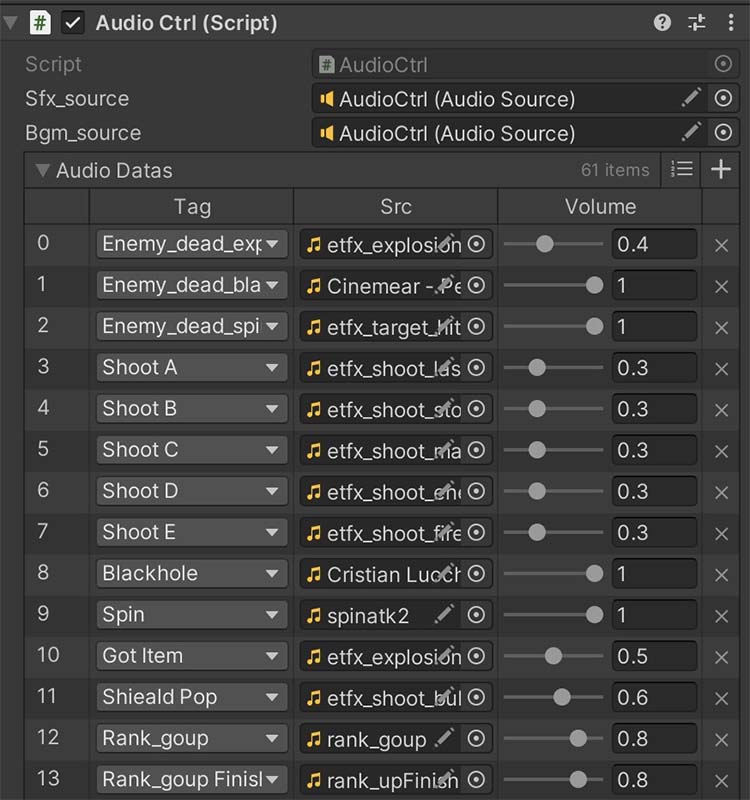 Audio Ctrl (Script)
Script AudioCtrl
Sfx_source AudioCtrl (Audio Source)
Bgm_source AudioCtrl (Audio Source)
Audio Datas 61 items
Tag Src Volume
0 Enemy_dead_exp etfx_explosion 0.4
1 Enemy_dead_bla Cinemear - Pe 1
2 Enemy_dead_spi etfx_target_hit 1
3 Shoot A etfx_shoot_las 0.3
4 Shoot B etfx_shoot_sto 0.3
5 Shoot C etfx_shoot_ma 0.3
6 Shoot D etfx_shoot_ene 0.3
7 Shoot E etfx_shoot_fire 0.3
8 Blackhole Cristian Luoch 1
9 Spin spinatk2 1
10 Got Item etfx_explosion 0.5
11 Shieald Pop etfx_shoot_bul 0.6
12 Rank_goup rank_goup 0.8
13 Rank_goup Finisl rank_upFinish 0.8